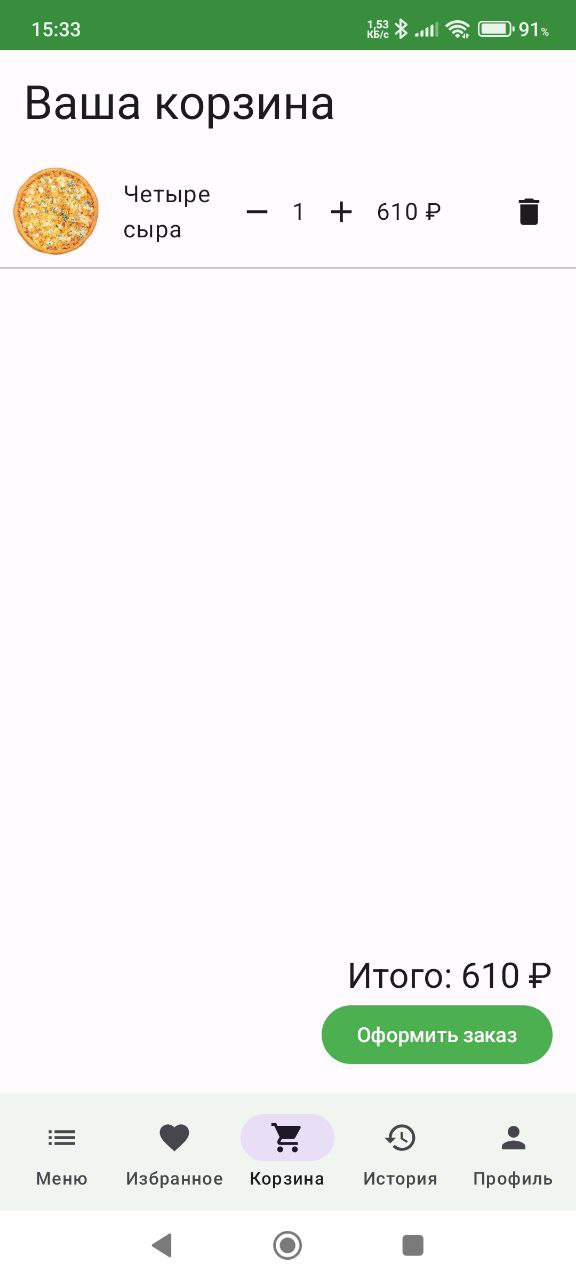 15:33
1,53
КБ/с
91%
Ваша корзина
Четыре
сыра
− 1 + 610 ₽
Итого: 610 ₽
Оформить заказ
Меню Избранное Корзина История Профиль